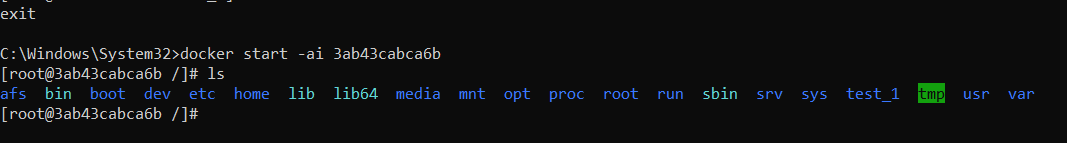 exit
C:\Windows\System32>docker start -ai 3ab43cabca6b
[root@3ab43cabca6b /]# ls
afs bin boot dev etc home lib lib64 media mnt opt proc root run sbin srv sys test_1 tmp usr var
[root@3ab43cabca6b /]#